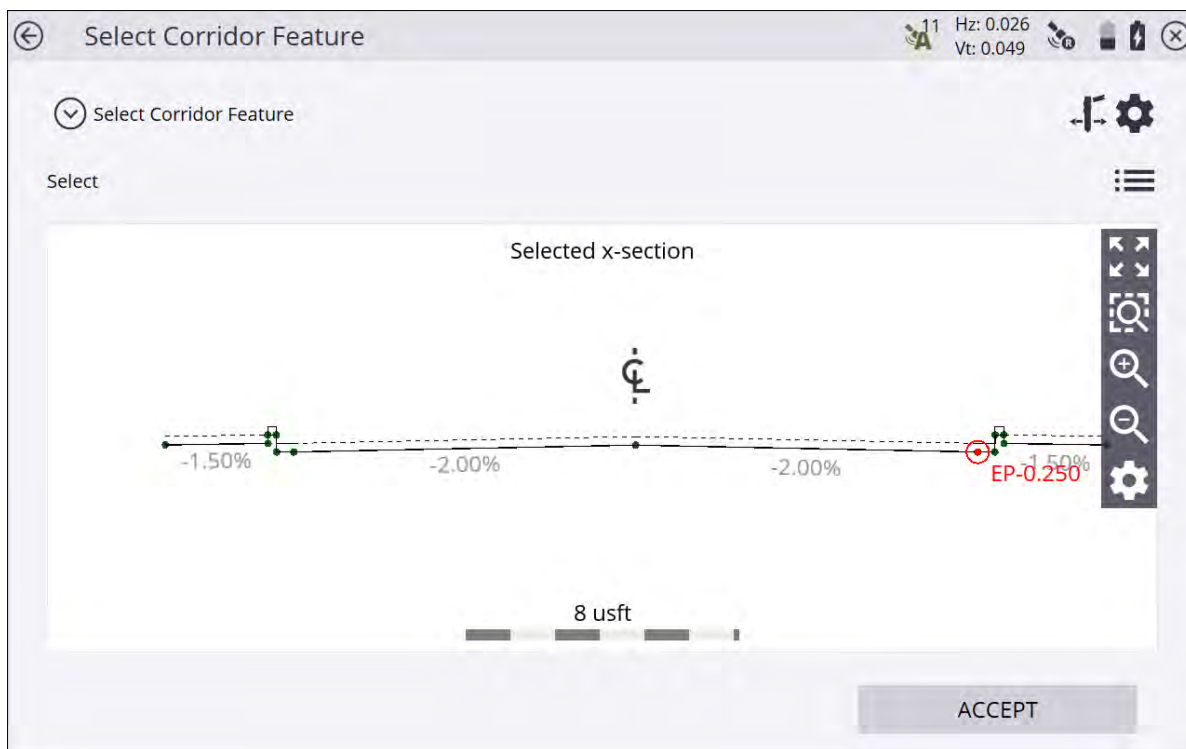 Select Corridor Feature
11
Hz: 0.026
Vt: 0.049
A
R
Select Corridor Feature
Select
Selected x-section
℄
-1.50%
-2.00%
-2.00%
-1.50%
EP-0.250
8 usft
ACCEPT